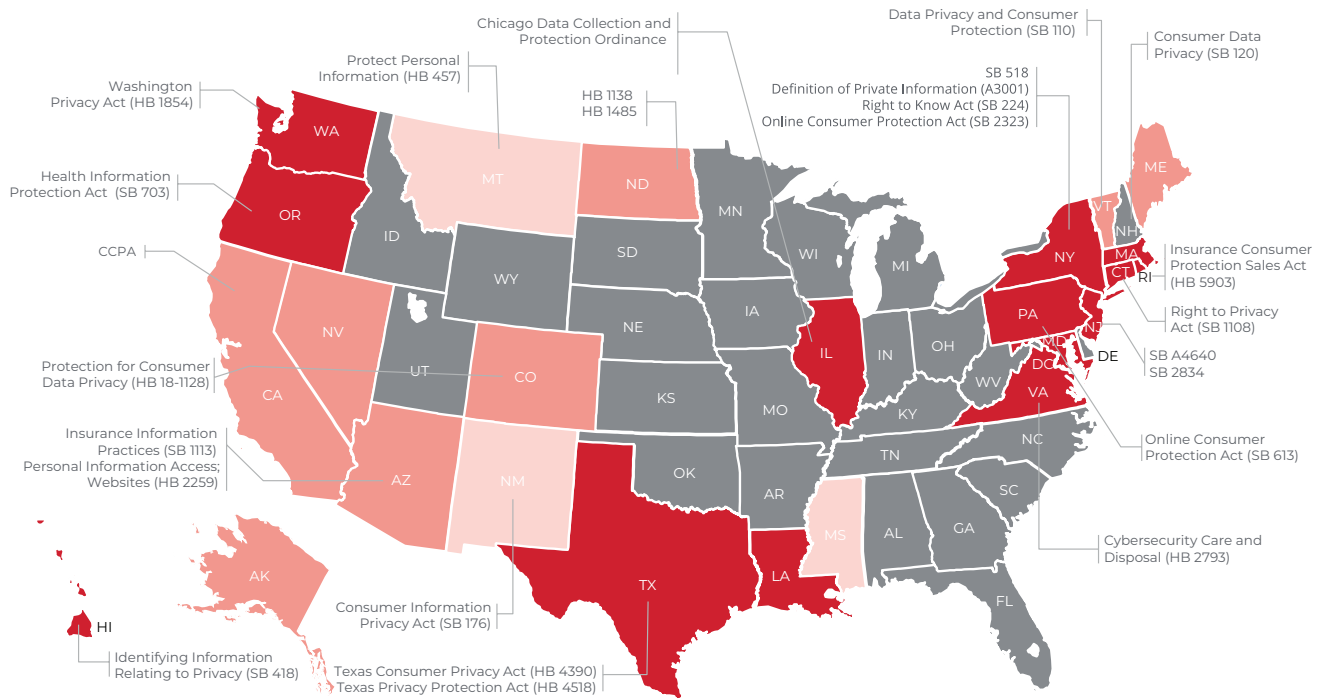 Chicago Data Collection and
Protection Ordinance
Data Privacy and Consumer
Protection (SB 110)
Consumer Data
Privacy (SB 120)
Protect Personal
Information (HB 457)
SB 518
Definition of Private Information (A3001)
Right to Know Act (SB 224)
Online Consumer Protection Act (SB 2323)
Washington
Privacy Act (HB 1854)
HB 1138
HB 1485
Health Information
Protection Act (SB 703)
CCPA
Insurance Consumer
Protection Sales Act
(HB 5903)
Right to Privacy
Act (SB 1108)
SB A4640
SB 2834
Protection for Consumer
Data Privacy (HB 18-1128)
Insurance Information
Practices (SB 1113)
Personal Information Access;
Websites (HB 2259)
Online Consumer
Protection Act (SB 613)
Cybersecurity Care and
Disposal (HB 2793)
Consumer Information
Privacy Act (SB 176)
Identifying Information
Relating to Privacy (SB 418)
Texas Consumer Privacy Act (HB 4390)
Texas Privacy Protection Act (HB 4518)
WA
OR
ID
MT
ND
MN
SD
WY
WI
MI
NY
VT
NH
ME
MA
CT
RI
NV
UT
CA
CO
NE
IA
IL
IN
OH
PA
NJ
MD
DE
DC
WV
VA
KS
MO
KY
NC
TN
AZ
NM
OK
AR
SC
MS
AL
GA
TX
LA
FL
AK
HI